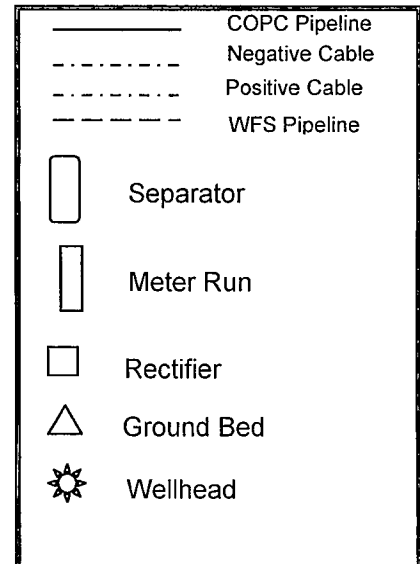 COPC Pipeline
Negative Cable
Positive Cable
WFS Pipeline
Separator
Meter Run
Rectifier
Ground Bed
Wellhead